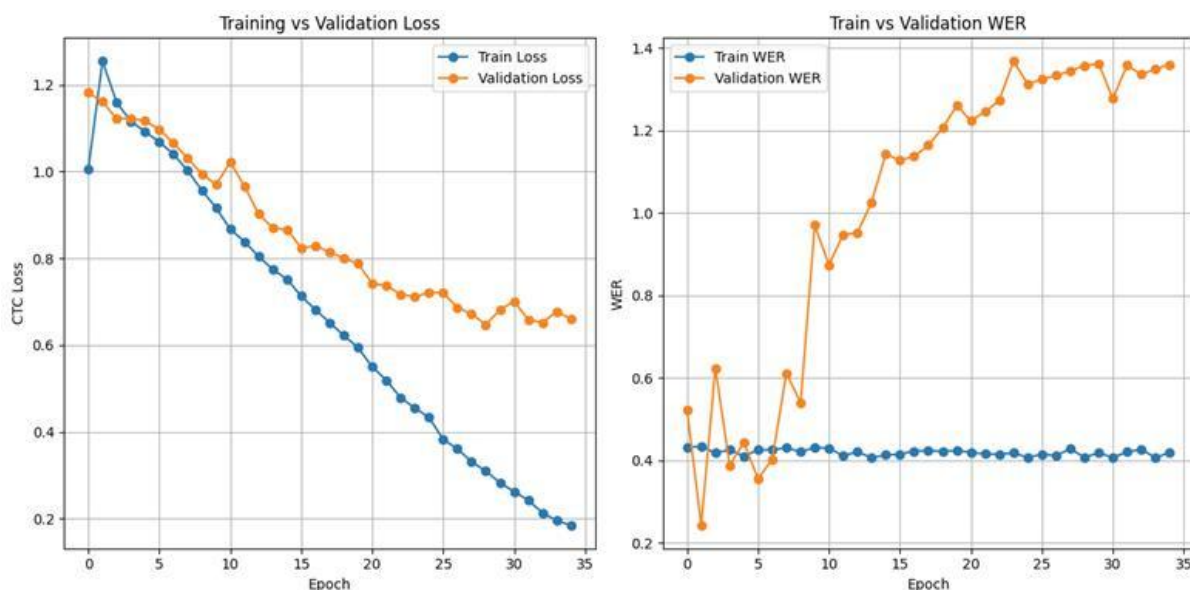 Training vs Validation Loss
Train Loss
Validation Loss
CTC Loss
1.2
1.0
0.8
0.6
0.4
0.2
0 5 10 15 20 25 30 35
Epoch
Train vs Validation WER
Train WER
Validation WER
WER
1.4
1.2
1.0
0.8
0.6
0.4
0.2
0 5 10 15 20 25 30 35
Epoch